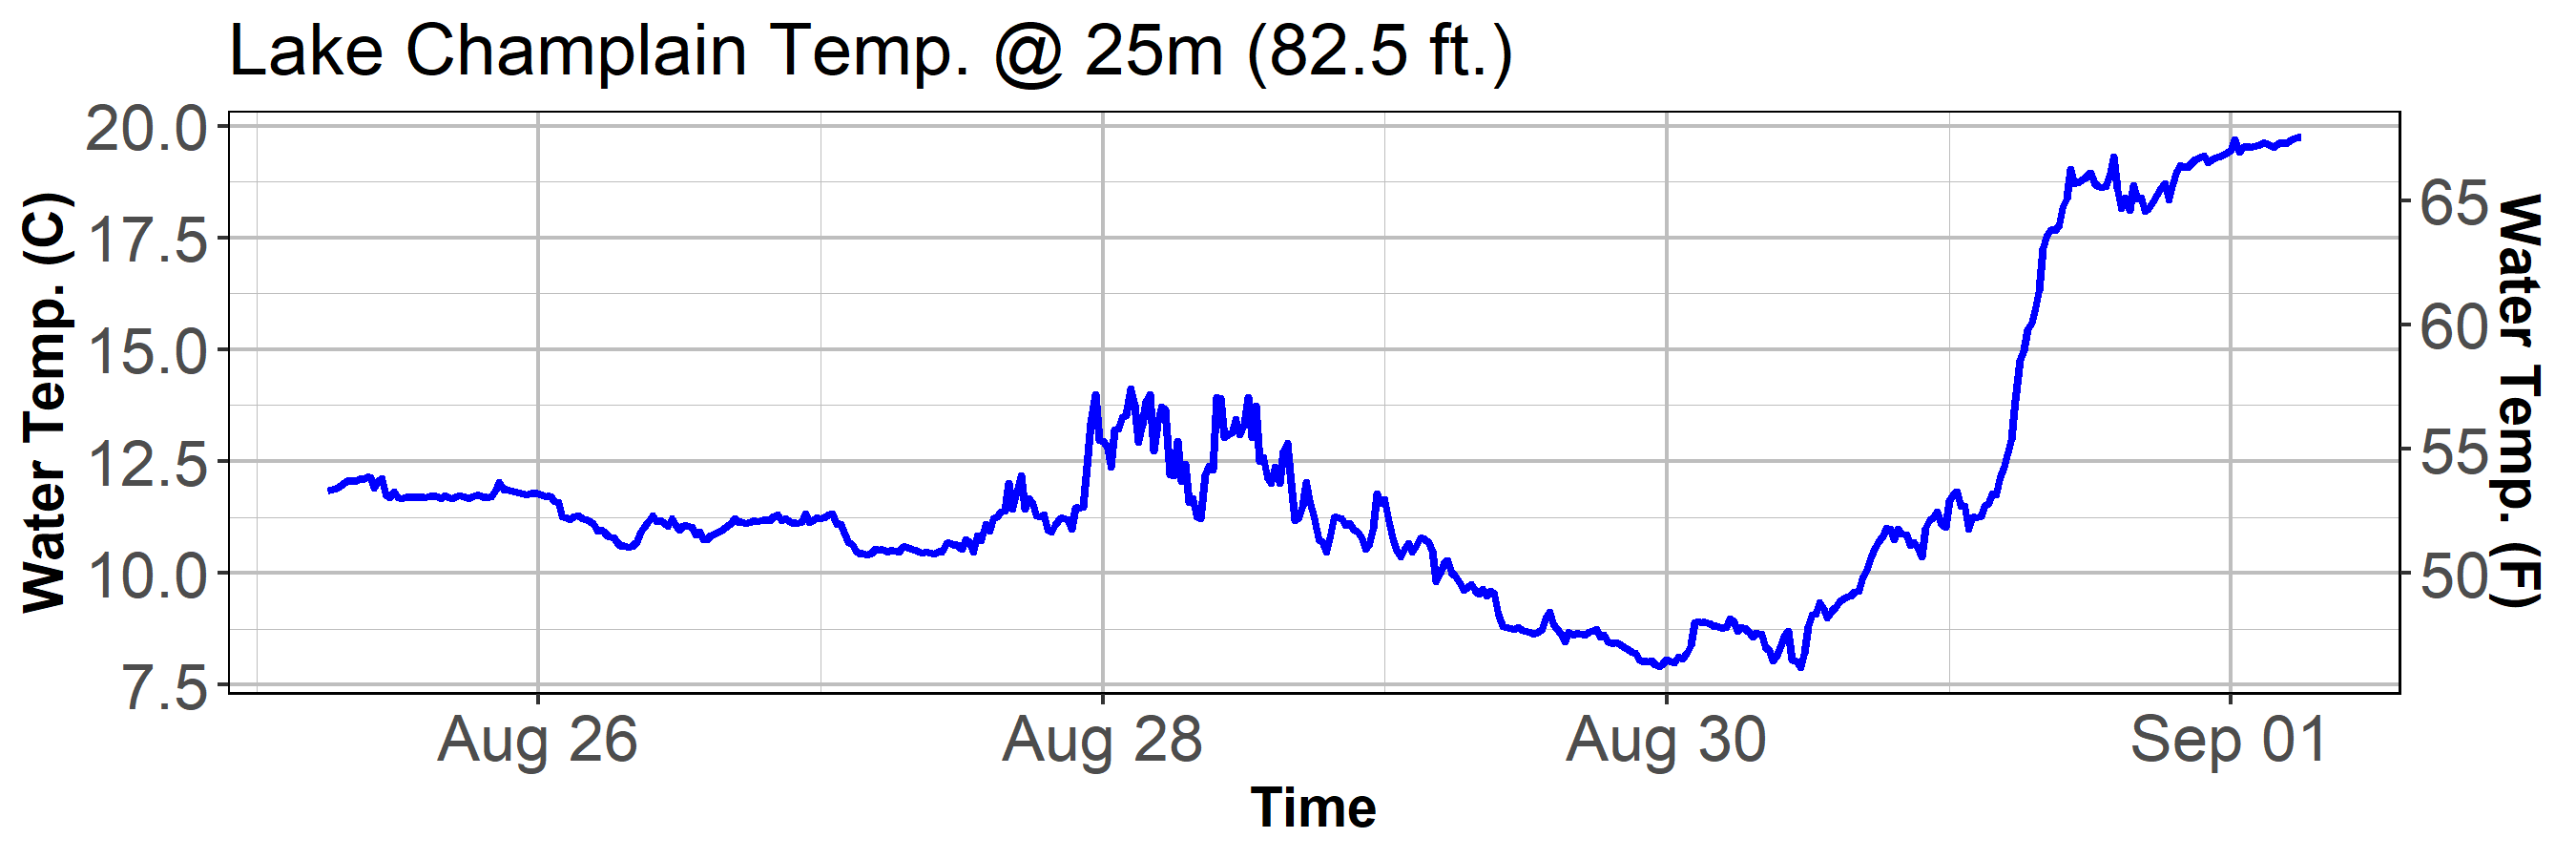 Lake Champlain Temp. @ 25m (82.5 ft.)
Water Temp. (C)
20.0
17.5
15.0
12.5
10.0
7.5
65
60
55
50
Water Temp. (F)
Aug 26 Aug 28 Aug 30 Sep 01
Time